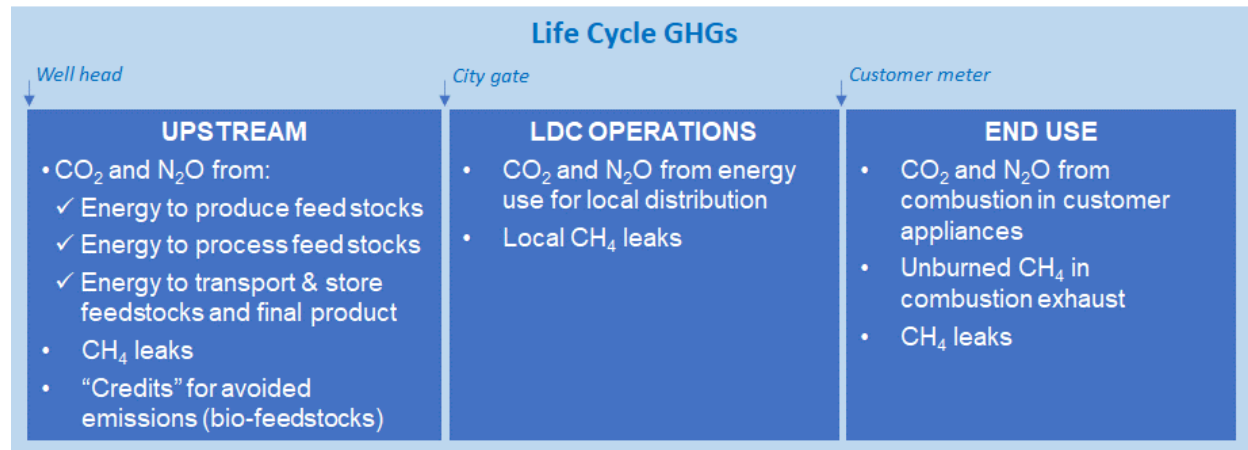 Life Cycle GHGs
Well head
City gate
Customer meter
UPSTREAM
•CO₂ and N₂O from:
✓ Energy to produce feed stocks
✓ Energy to process feed stocks
✓ Energy to transport & store
feedstocks and final product
• CH₄ leaks
• “Credits” for avoided
emissions (bio-feedstocks)
LDC OPERATIONS
• CO₂ and N₂O from energy
use for local distribution
• Local CH₄ leaks
END USE
• CO₂ and N₂O from
combustion in customer
appliances
• Unburned CH₄ in
combustion exhaust
• CH₄ leaks